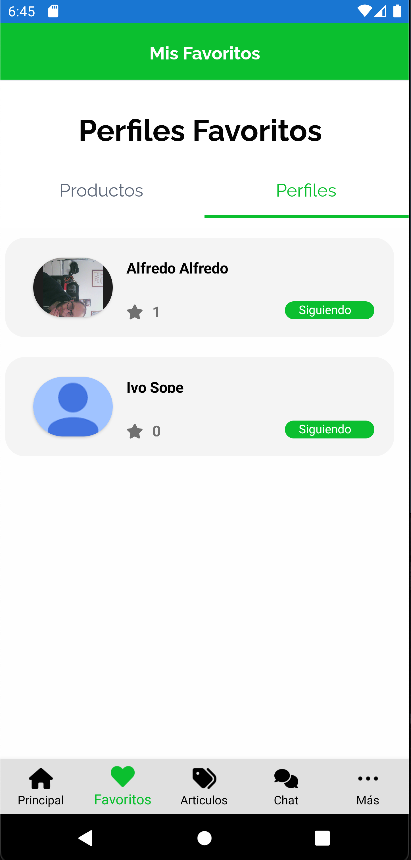 6:45
Mis Favoritos
Perfiles Favoritos
Productos
Perfiles
Alfredo Alfredo
1
Siguiendo
Ivo Sope
0
Siguiendo
Principal
Favoritos
Articulos
Chat
Más